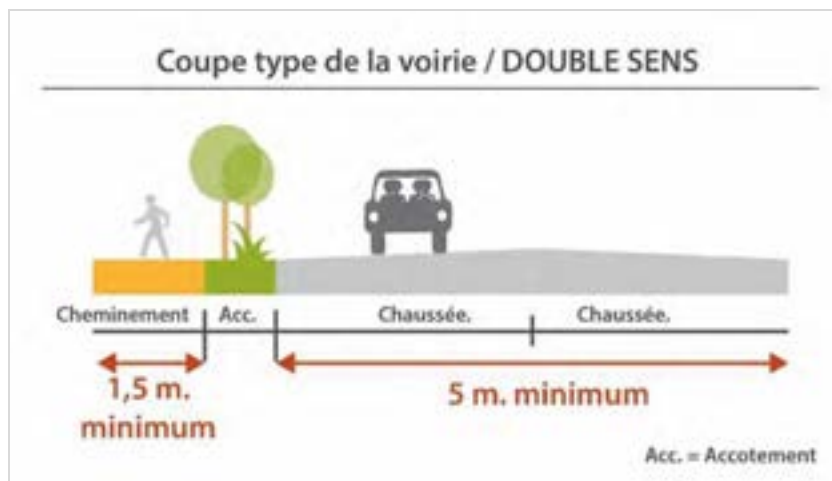 Coupe type de la voirie / DOUBLE SENS
Cheminement Acc. Chaussée. Chaussée.
1,5 m.
minimum
5 m. minimum
Acc. = Accotement